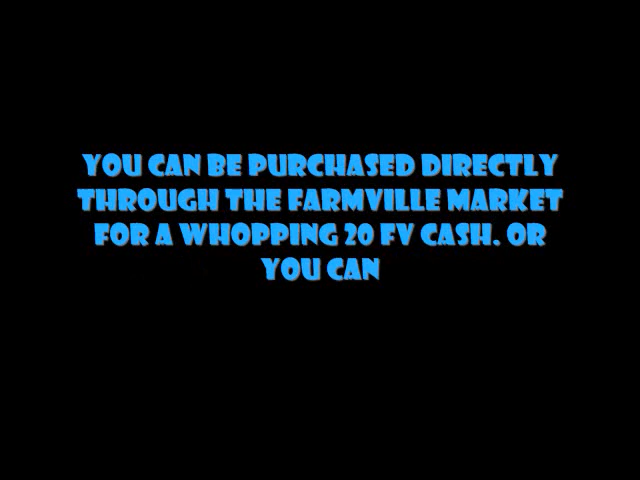 YOU CAN BE PURCHASED DIRECTLY
THROUGH THE FARMVILLE MARKET
FOR A WHOPPING 20 FV CASH. OR
YOU CAN